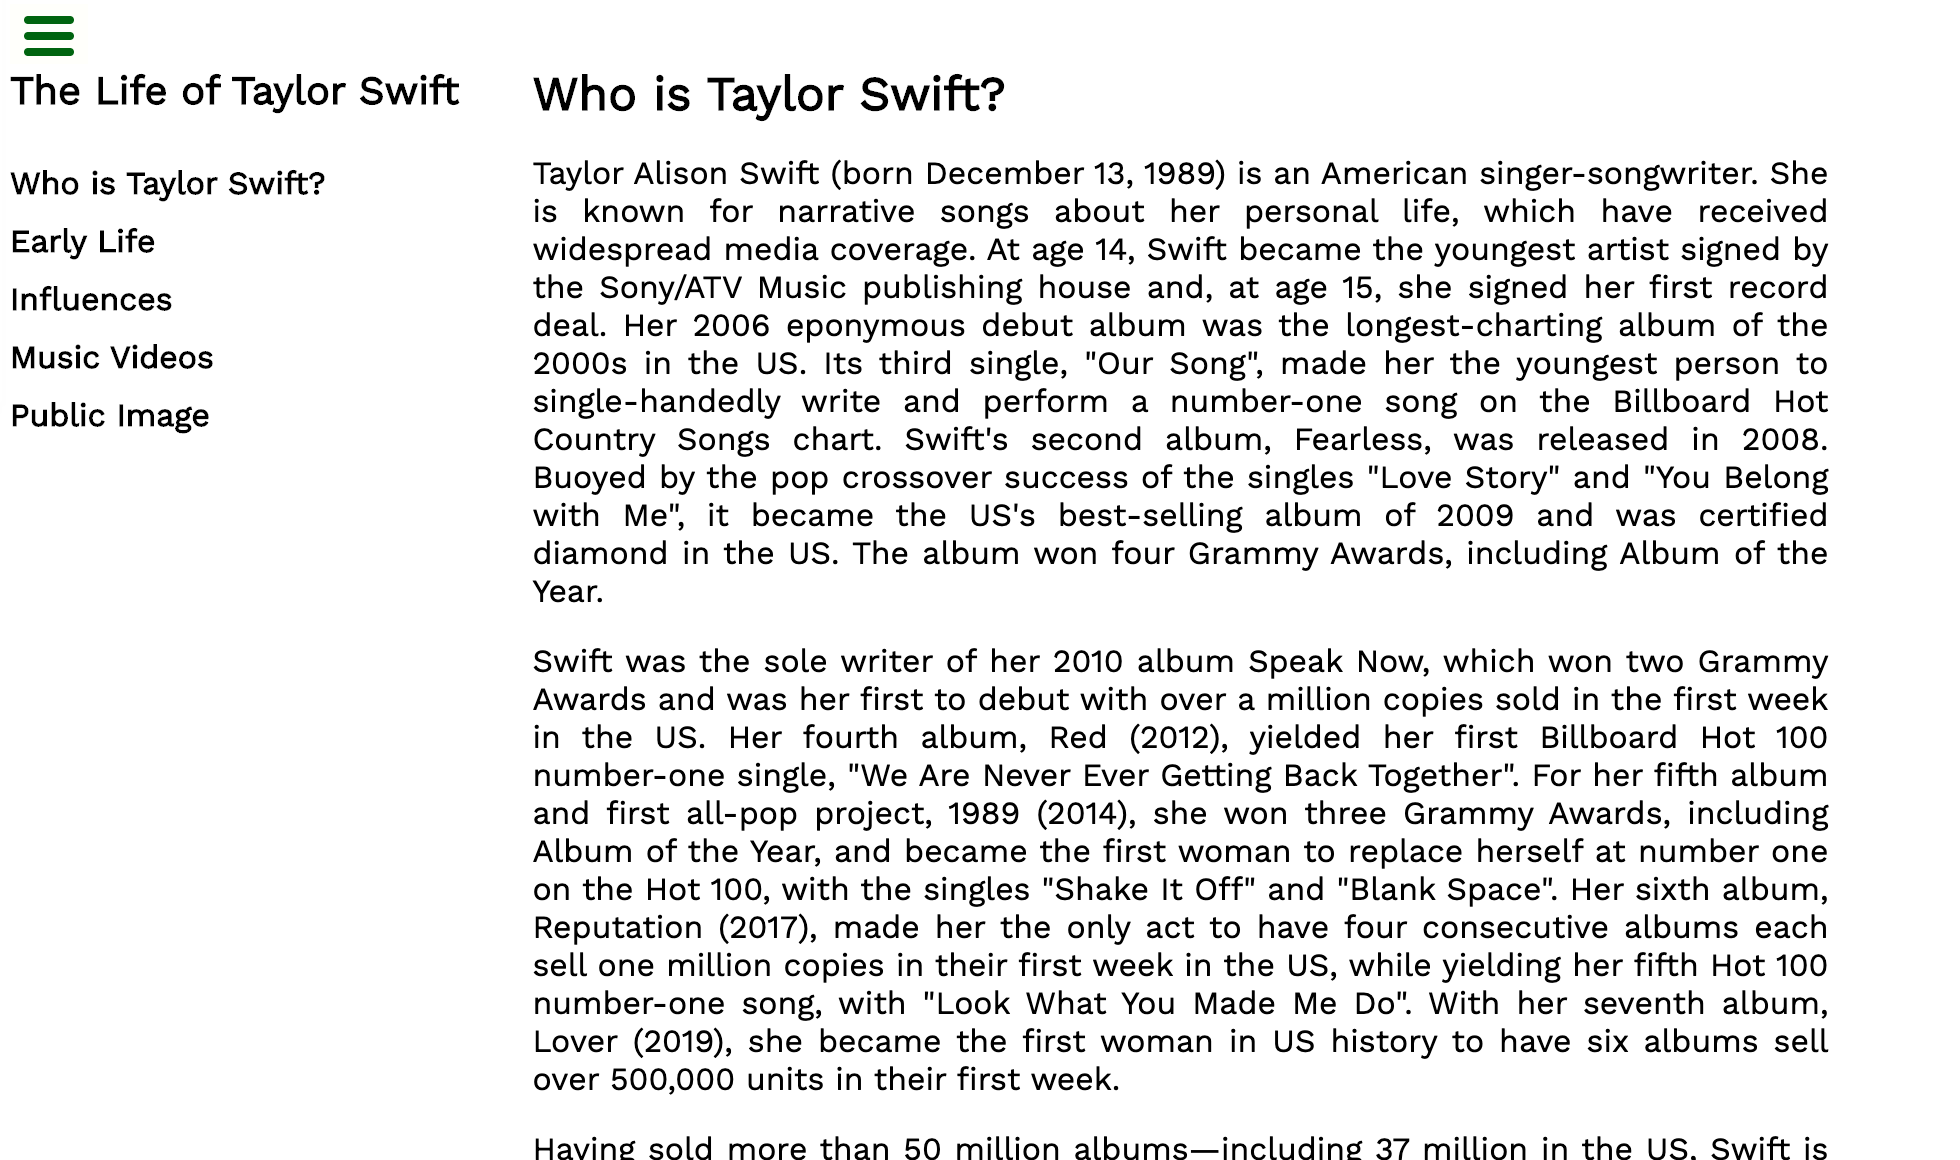 The Life of Taylor Swift
Who is Taylor Swift?
Early Life
Influences
Music Videos
Public Image
Who is Taylor Swift?
Taylor Alison Swift (born December 13, 1989) is an American singer-songwriter. She
is known for narrative songs about her personal life, which have received
widespread media coverage. At age 14, Swift became the youngest artist signed by
the Sony/ATV Music publishing house and, at age 15, she signed her first record
deal. Her 2006 eponymous debut album was the longest-charting album of the
2000s in the US. Its third single, "Our Song", made her the youngest person to
single-handedly write and perform a number-one song on the Billboard Hot
Country Songs chart. Swift's second album, Fearless, was released in 2008.
Buoyed by the pop crossover success of the singles "Love Story" and "You Belong
with Me", it became the US's best-selling album of 2009 and was certified
diamond in the US. The album won four Grammy Awards, including Album of the
Year.
Swift was the sole writer of her 2010 album Speak Now, which won two Grammy
Awards and was her first to debut with over a million copies sold in the first week
in the US. Her fourth album, Red (2012), yielded her first Billboard Hot 100
number-one single, "We Are Never Ever Getting Back Together". For her fifth album
and first all-pop project, 1989 (2014), she won three Grammy Awards, including
Album of the Year, and became the first woman to replace herself at number one
on the Hot 100, with the singles "Shake It Off" and "Blank Space". Her sixth album,
Reputation (2017), made her the only act to have four consecutive albums each
sell one million copies in their first week in the US, while yielding her fifth Hot 100
number-one song, with "Look What You Made Me Do". With her seventh album,
Lover (2019), she became the first woman in US history to have six albums sell
over 500,000 units in their first week.
Having sold more than 50 million albums—including 37 million in the US, Swift is